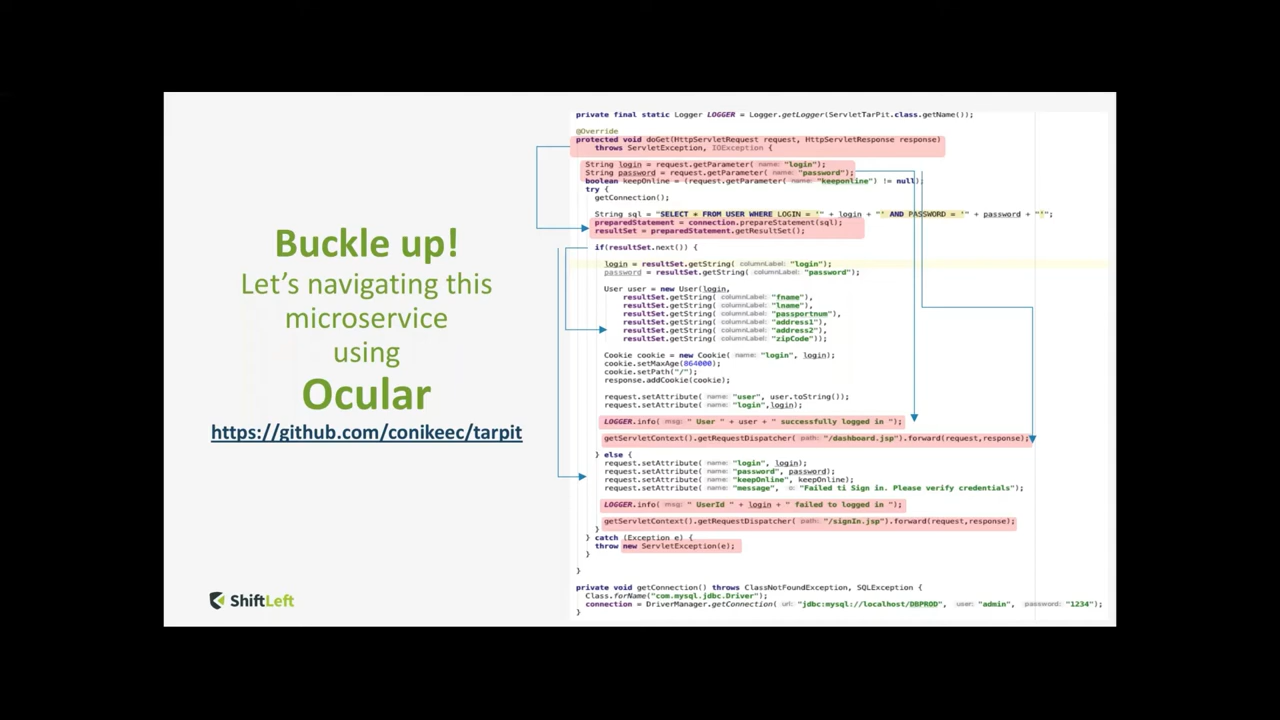 Buckle up!
Let's navigating this
microservice
using
Ocular
https://github.com/conikeec/tarpit
ShiftLeft
private final static Logger LOGGER = Logger.getLogger(ServletTarPit.class.getName());
@Override
protected void doGet(HttpServletRequest request, HttpServletResponse response)
throws ServletException, IOException {
String login = request.getParameter( name: "login");
String password = request.getParameter( name: "password");
boolean keepOnline = (request.getParameter( name: "keeponline") != null);
try {
getConnection();
String sql = "SELECT * FROM USER WHERE LOGIN = '" + login + "' AND PASSWORD = '" + password + "'";
preparedStatement = connection.prepareStatement(sql);
resultSet = preparedStatement.getResultSet();
if(resultSet.next()) {
login = resultSet.getString( columnLabel: "login");
password = resultSet.getString( columnLabel: "password");
User user = new User(login,
resultSet.getString( columnLabel: "fname"),
resultSet.getString( columnLabel: "lname"),
resultSet.getString( columnLabel: "passportnum"),
resultSet.getString( columnLabel: "address1"),
resultSet.getString( columnLabel: "address2"),
resultSet.getString( columnLabel: "zipCode"));
Cookie cookie = new Cookie( name: "login", login);
cookie.setMaxAge(864000);
cookie.setPath("/");
response.addCookie(cookie);
request.setAttribute( name: "user", user.toString());
request.setAttribute( name: "login",login);
LOGGER.info( msg: " User " + user + " successfully logged in ");
getServletContext().getRequestDispatcher( path: "/dashboard.jsp").forward(request,response);
} else {
request.setAttribute( name: "login", login);
request.setAttribute( name: "password", password);
request.setAttribute( name: "keepOnline", keepOnline);
request.setAttribute( name: "message", o: "Failed ti Sign in. Please verify credentials");
LOGGER.info( msg: " UserId " + login + " failed to logged in ");
getServletContext().getRequestDispatcher( path: "/signIn.jsp").forward(request,response);
}
} catch (Exception e) {
throw new ServletException(e);
}
}
private void getConnection() throws ClassNotFoundException, SQLException {
Class.forName("com.mysql.jdbc.Driver");
connection = DriverManager.getConnection( url: "jdbc:mysql://localhost/DBPROD", user: "admin", password: "1234");
}